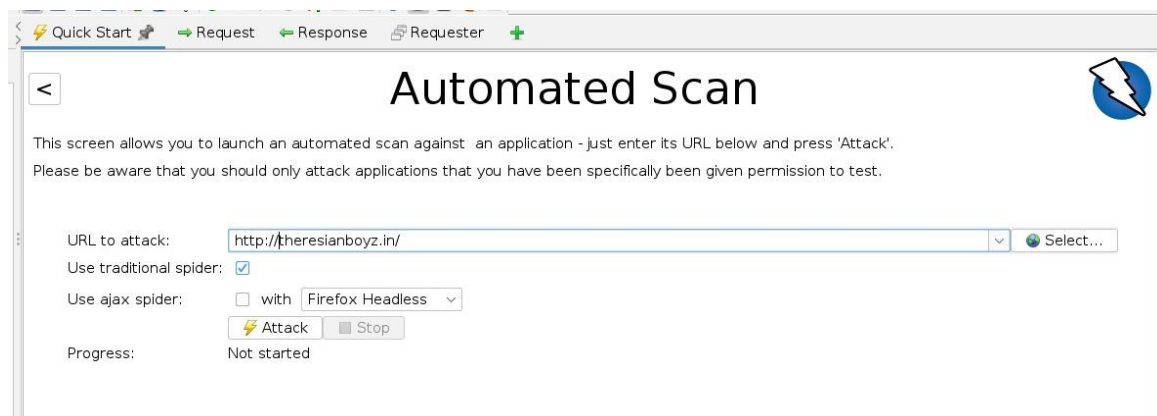 Quick Start
Request
Response
Requester
<
Automated Scan
This screen allows you to launch an automated scan against an application - just enter its URL below and press 'Attack'.
Please be aware that you should only attack applications that you have been specifically been given permission to test.
URL to attack: http://theresianboyz.in/ Select...
Use traditional spider:
Use ajax spider: with Firefox Headless
Attack Stop
Progress: Not started